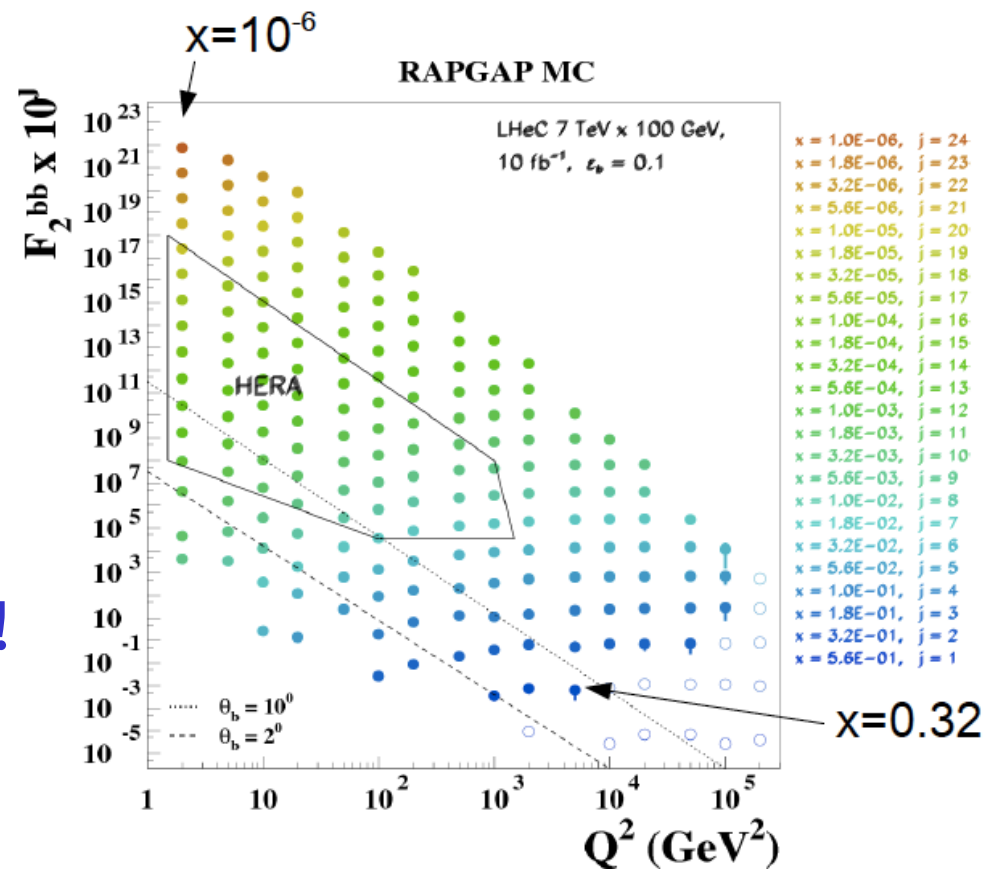 x=10-6
RAPGAP MC
F2bb x 10J
LHeC 7 TeV x 100 GeV,
10 fb-1, εb = 0.1
10 23
10 21
10 19
10 17
10 15
10 13
10 11
10 9
10 7
10 5
10 3
10
10 -1
10 -3
10 -5
HERA
θb = 100
θb = 20
x = 1.0E-06, j = 24
x = 1.8E-06, j = 23
x = 3.2E-06, j = 22
x = 5.6E-06, j = 21
x = 1.0E-05, j = 20
x = 1.8E-05, j = 19
x = 3.2E-05, j = 18
x = 5.6E-05, j = 17
x = 1.0E-04, j = 16
x = 1.8E-04, j = 15
x = 3.2E-04, j = 14
x = 5.6E-04, j = 13
x = 1.0E-03, j = 12
x = 1.8E-03, j = 11
x = 3.2E-03, j = 10
x = 5.6E-03, j = 9
x = 1.0E-02, j = 8
x = 1.8E-02, j = 7
x = 3.2E-02, j = 6
x = 5.6E-02, j = 5
x = 1.0E-01, j = 4
x = 1.8E-01, j = 3
x = 3.2E-01, j = 2
x = 5.6E-01, j = 1
!
x=0.32
1 10 10 2 10 3 10 4 10 5
Q2 (GeV2)